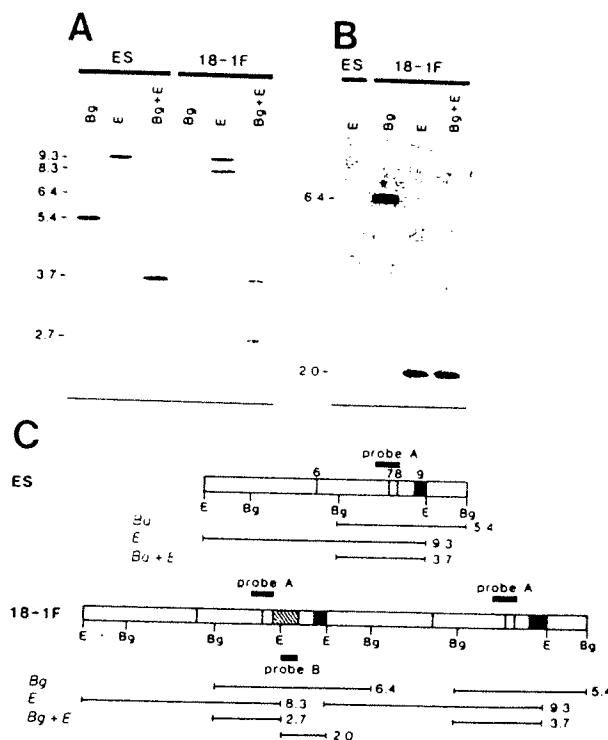 A
ES 18-1F
Bg E Bg+E Bg E Bg+E
9.3-
8.3-
6.4-
5.4-
3.7-
2.7-
B
ES 18-1F
E Bg E Bg+E
6.4-
2.0-
C
probe A
ES 6 7 8 9
E Bg Bg E Bg
Bg 5.4
E 9.3
Bg + E 3.7
probe A probe A
18-1F
E Bg Bg E E Bg Bg E Bg
probe B
Bg 6.4 5.4
E 8.3 9.3
Bg + E 2.7 3.7
2.0